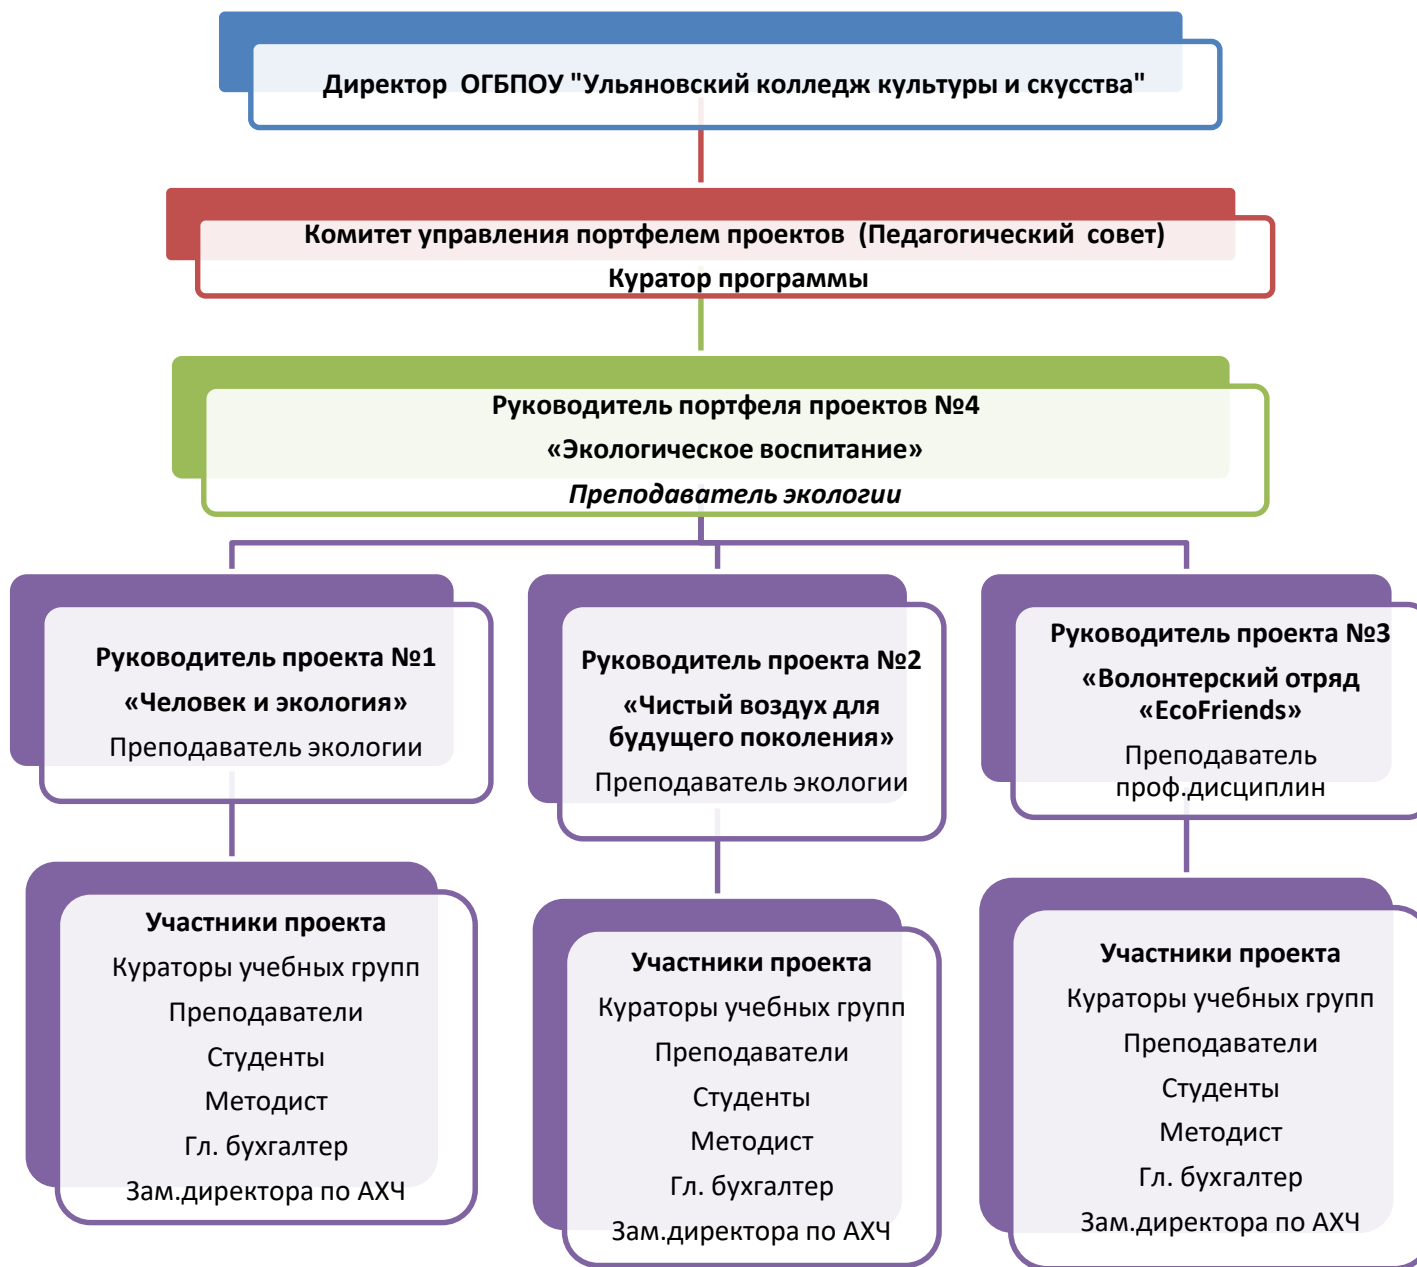 Директор ОГБПОУ "Ульяновский колледж культуры и скусства"
Комитет управления портфелем проектов (Педагогический совет)
Куратор программы
Руководитель портфеля проектов №4
«Экологическое воспитание»
Преподаватель экологии
Руководитель проекта №1
«Человек и экология»
Преподаватель экологии
Руководитель проекта №2
«Чистый воздух для
будущего поколения»
Преподаватель экологии
Руководитель проекта №3
«Волонтерский отряд
«EcoFriends»
Преподаватель
проф.дисциплин
Участники проекта
Кураторы учебных групп
Преподаватели
Студенты
Методист
Гл. бухгалтер
Зам.директора по АХЧ
Участники проекта
Кураторы учебных групп
Преподаватели
Студенты
Методист
Гл. бухгалтер
Зам.директора по АХЧ
Участники проекта
Кураторы учебных групп
Преподаватели
Студенты
Методист
Гл. бухгалтер
Зам.директора по АХЧ